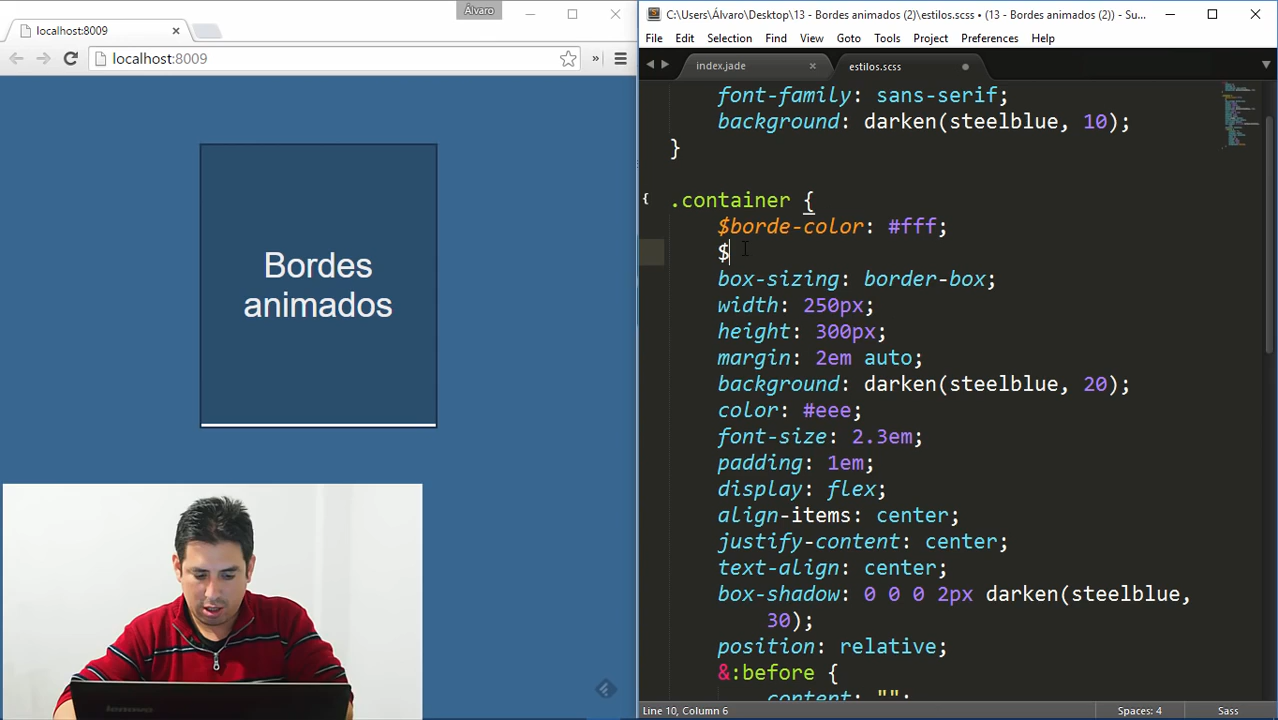 Álvaro
localhost:8009
localhost:8009
»
Bordes
animados
C:\Users\Álvaro\Desktop\13 - Bordes animados (2)\estilos.scss • (13 - Bordes animados (2)) - Su...
File Edit Selection Find View Goto Tools Project Preferences Help
index.jade
estilos.scss
font-family: sans-serif;
background: darken(steelblue, 10);
}
.container {
$borde-color: #fff;
$
box-sizing: border-box;
width: 250px;
height: 300px;
margin: 2em auto;
background: darken(steelblue, 20);
color: #eee;
font-size: 2.3em;
padding: 1em;
display: flex;
align-items: center;
justify-content: center;
text-align: center;
box-shadow: 0 0 0 2px darken(steelblue,
30);
position: relative;
&:before {
content: "";
Line 10, Column 6
Spaces: 4
Sass